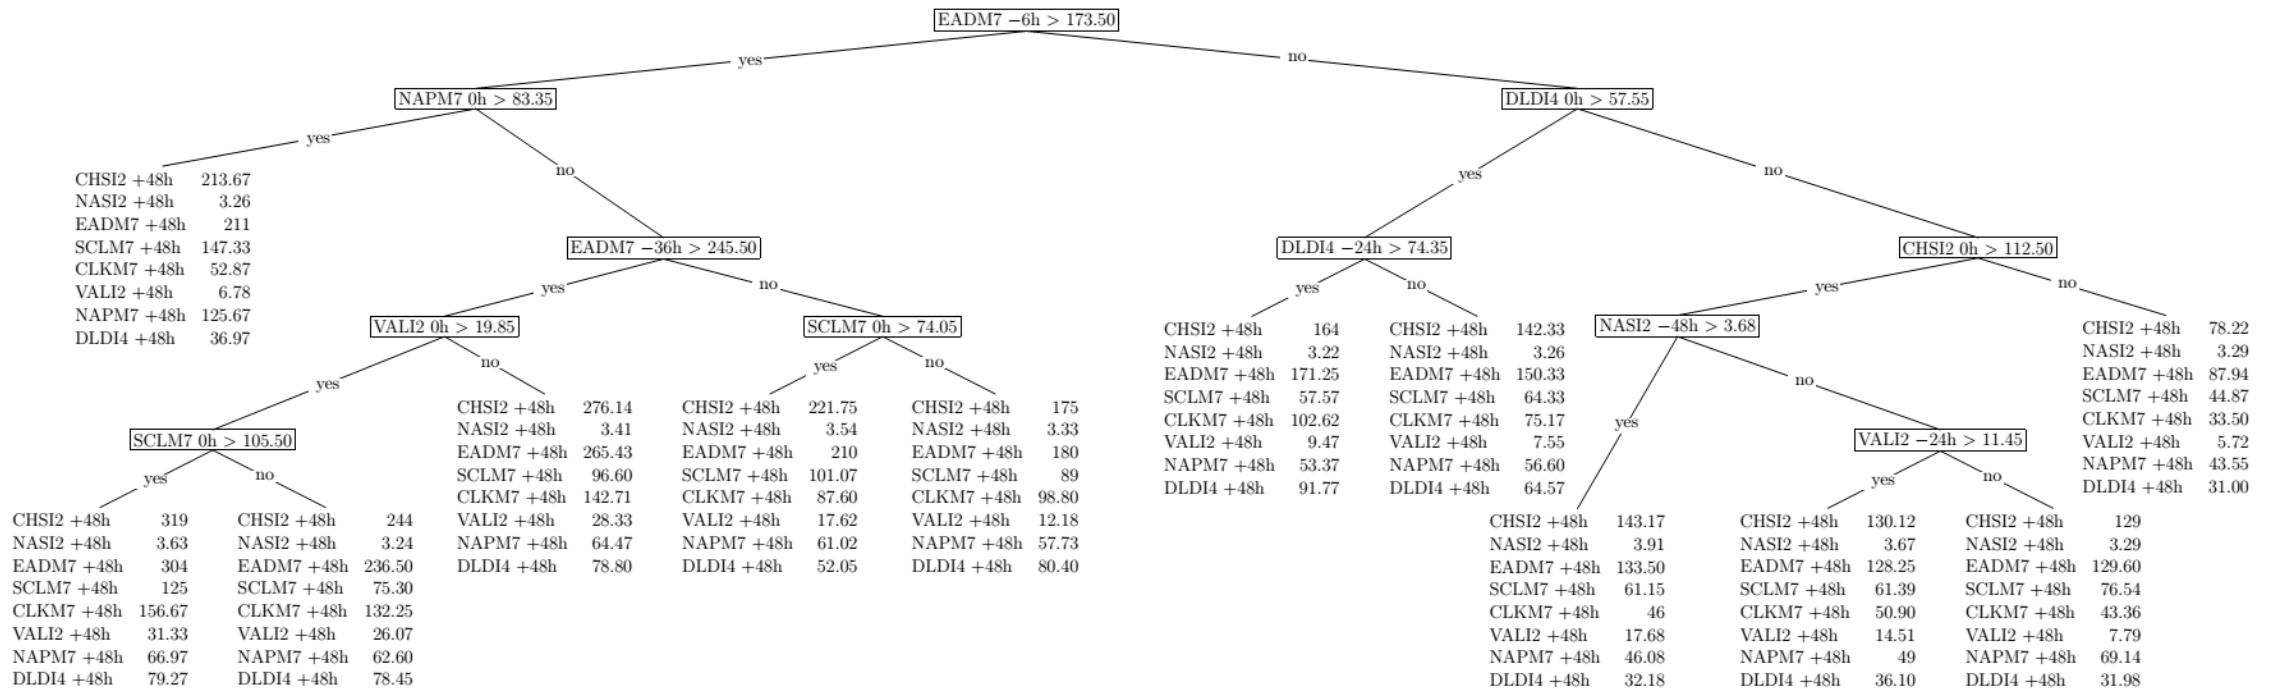 EADM7 −6h > 173.50
yes
no
NAPM7 0h > 83.35
DLDI4 0h > 57.55
yes
no
yes
no
CHSI2 +48h 213.67
NASI2 +48h 3.26
EADM7 +48h 211
SCLM7 +48h 147.33
CLKM7 +48h 52.87
VALI2 +48h 6.78
NAPM7 +48h 125.67
DLDI4 +48h 36.97
EADM7 −36h > 245.50
DLDI4 −24h > 74.35
CHSI2 0h > 112.50
yes
no
yes
no
yes
no
VALI2 0h > 19.85
SCLM7 0h > 74.05
CHSI2 +48h 164
NASI2 +48h 3.22
EADM7 +48h 171.25
SCLM7 +48h 57.57
CLKM7 +48h 102.62
VALI2 +48h 9.47
NAPM7 +48h 53.37
DLDI4 +48h 91.77
CHSI2 +48h 142.33
NASI2 +48h 3.26
EADM7 +48h 150.33
SCLM7 +48h 64.33
CLKM7 +48h 75.17
VALI2 +48h 7.55
NAPM7 +48h 56.60
DLDI4 +48h 64.57
NASI2 −48h > 3.68
CHSI2 +48h 78.22
NASI2 +48h 3.29
EADM7 +48h 87.94
SCLM7 +48h 44.87
CLKM7 +48h 33.50
VALI2 +48h 5.72
NAPM7 +48h 43.55
DLDI4 +48h 31.00
yes
no
yes
no
yes
no
SCLM7 0h > 105.50
CHSI2 +48h 276.14
NASI2 +48h 3.41
EADM7 +48h 265.43
SCLM7 +48h 96.60
CLKM7 +48h 142.71
VALI2 +48h 28.33
NAPM7 +48h 64.47
DLDI4 +48h 78.80
CHSI2 +48h 221.75
NASI2 +48h 3.54
EADM7 +48h 210
SCLM7 +48h 101.07
CLKM7 +48h 87.60
VALI2 +48h 17.62
NAPM7 +48h 61.02
DLDI4 +48h 52.05
CHSI2 +48h 175
NASI2 +48h 3.33
EADM7 +48h 180
SCLM7 +48h 89
CLKM7 +48h 98.80
VALI2 +48h 12.18
NAPM7 +48h 57.73
DLDI4 +48h 80.40
VALI2 −24h > 11.45
yes
no
yes
no
CHSI2 +48h 319
NASI2 +48h 3.63
EADM7 +48h 304
SCLM7 +48h 125
CLKM7 +48h 156.67
VALI2 +48h 31.33
NAPM7 +48h 66.97
DLDI4 +48h 79.27
CHSI2 +48h 244
NASI2 +48h 3.24
EADM7 +48h 236.50
SCLM7 +48h 75.30
CLKM7 +48h 132.25
VALI2 +48h 26.07
NAPM7 +48h 62.60
DLDI4 +48h 78.45
CHSI2 +48h 143.17
NASI2 +48h 3.91
EADM7 +48h 133.50
SCLM7 +48h 61.15
CLKM7 +48h 46
VALI2 +48h 17.68
NAPM7 +48h 46.08
DLDI4 +48h 32.18
CHSI2 +48h 130.12
NASI2 +48h 3.67
EADM7 +48h 128.25
SCLM7 +48h 61.39
CLKM7 +48h 50.90
VALI2 +48h 14.51
NAPM7 +48h 49
DLDI4 +48h 36.10
CHSI2 +48h 129
NASI2 +48h 3.29
EADM7 +48h 129.60
SCLM7 +48h 76.54
CLKM7 +48h 43.36
VALI2 +48h 7.79
NAPM7 +48h 69.14
DLDI4 +48h 31.98